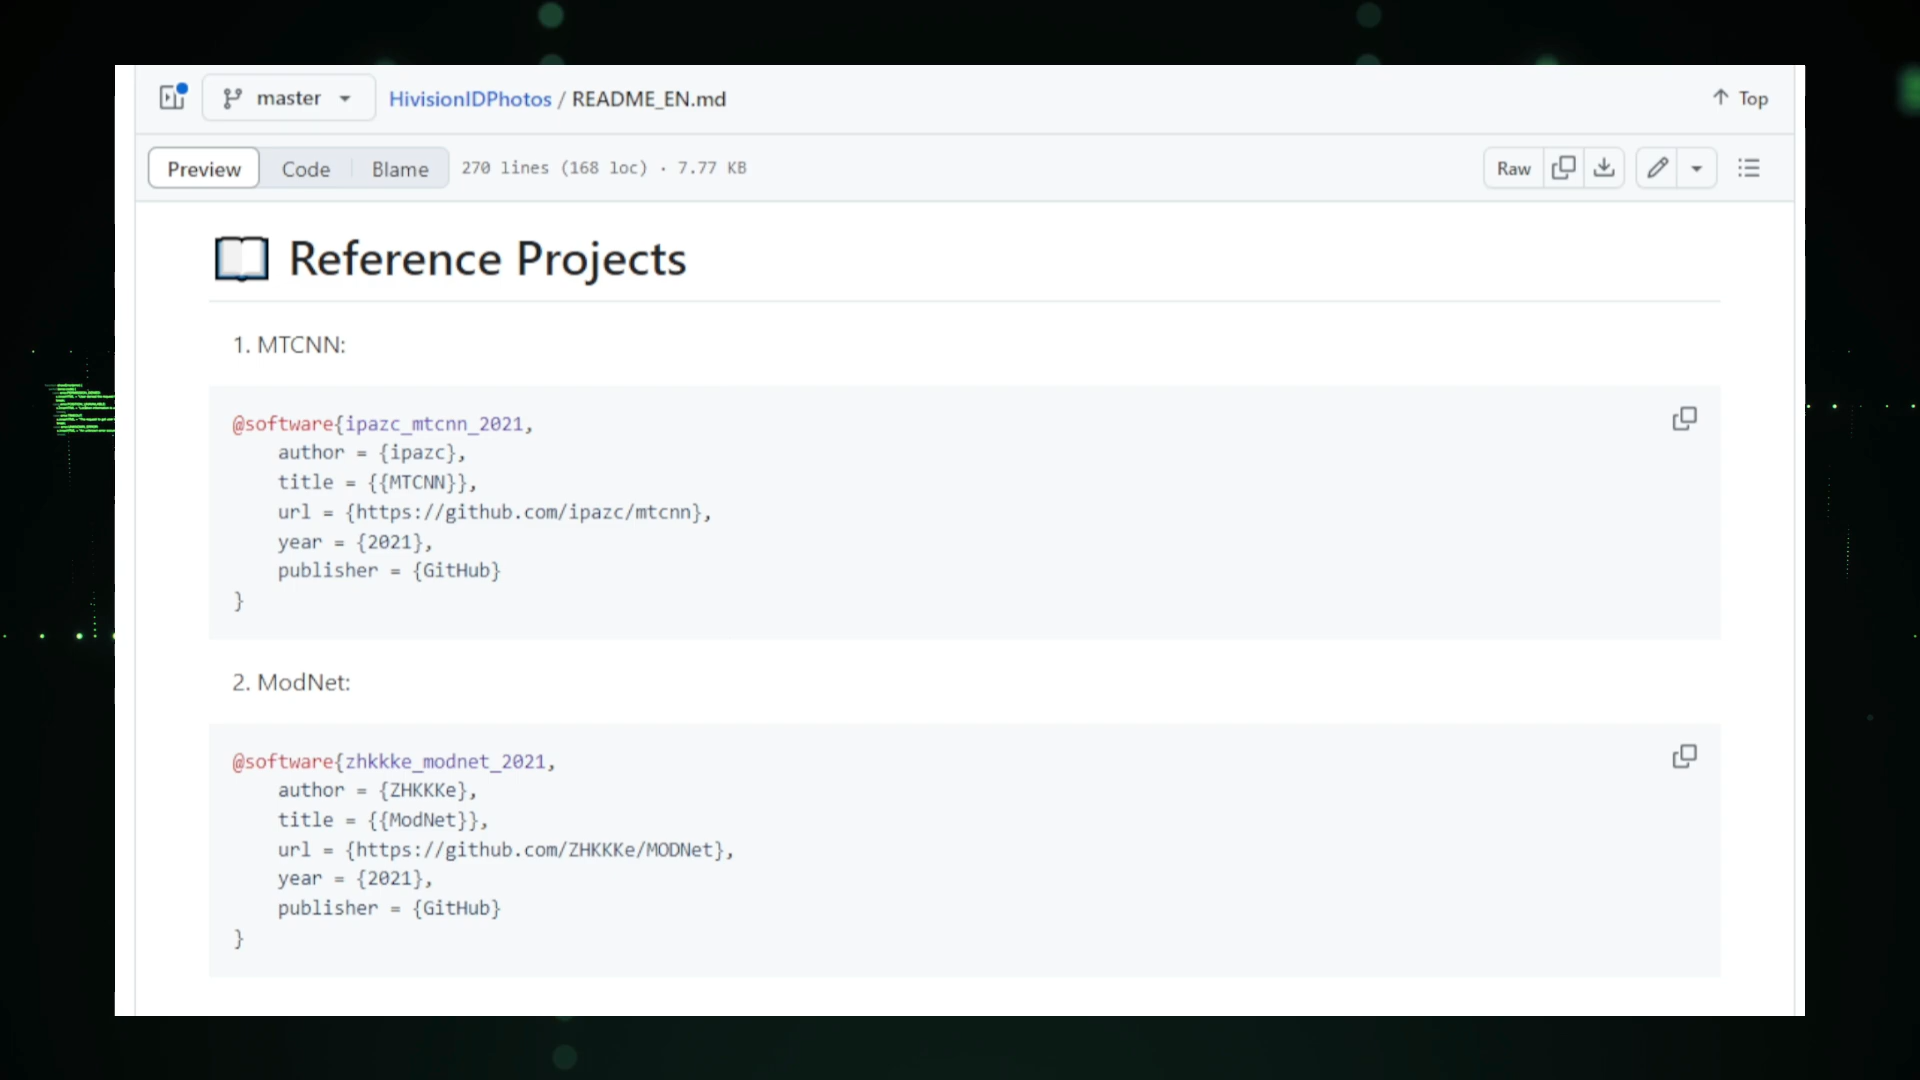 master HivisionIDPhotos / README_EN.md Top
Preview Code Blame 270 lines (168 loc) · 7.77 KB Raw
Reference Projects
1. MTCNN:
@software{ipazc_mtcnn_2021,
    author = {ipazc},
    title = {{MTCNN}},
    url = {https://github.com/ipazc/mtcnn},
    year = {2021},
    publisher = {GitHub}
}
2. ModNet:
@software{zhkkke_modnet_2021,
    author = {ZHKKKe},
    title = {{ModNet}},
    url = {https://github.com/ZHKKKe/MODNet},
    year = {2021},
    publisher = {GitHub}
}